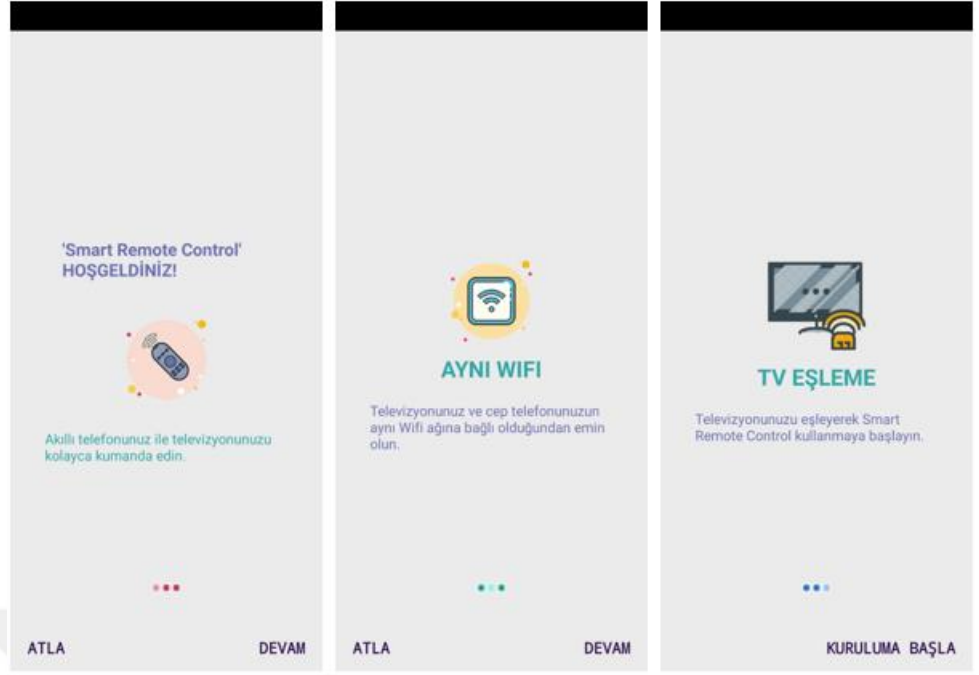 'Smart Remote Control'
HOŞGELDİNİZ!
Akıllı telefonunuz ile televizyonunuzu
kolayca kumanda edin.
ATLA
DEVAM
AYNI WIFI
Televizyonunuz ve cep telefonunuzun
aynı Wifi ağına bağlı olduğundan emin
olun.
ATLA
DEVAM
TV EŞLEME
Televizyonunuzu eşleyerek Smart
Remote Control kullanmaya başlayın.
KURULUMA BAŞLA